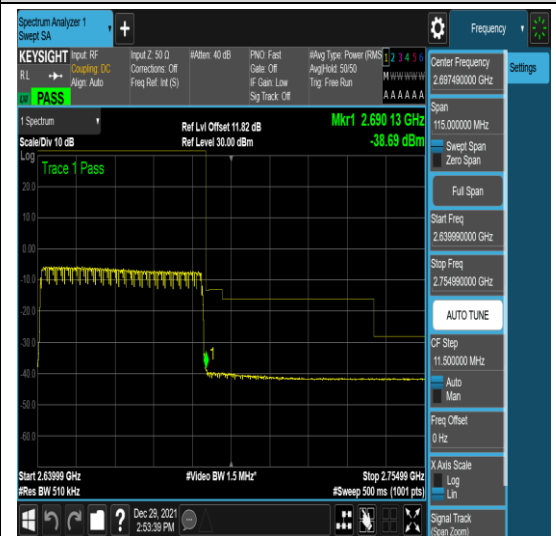 Spectrum Analyzer 1
Swept SA
+
Frequency
KEYSIGHT
RL
PASS
Input: RF
Coupling: DC
Align: Auto
Input Z: 50 Ω
Corrections: Off
Freq Ref: Int (S)
#Atten: 40 dB
PNO: Fast
Gate: Off
IF Gain: Low
Sig Track: Off
#Avg Type: Power (RMS
Avg|Hold: 50/50
Trig: Free Run
1 2 3 4 5 6
M W W W W W
A A A A A A
1 Spectrum
Scale/Div 10 dB
Ref Lvl Offset 11.82 dB
Ref Level 30.00 dBm
Mkr1 2.690 13 GHz
-38.69 dBm
Log
Trace 1 Pass
20.0
10.0
0.00
-10.0
-20.0
-30.0
-40.0
-50.0
-60.0
1
Start 2.63999 GHz
#Res BW 510 kHz
#Video BW 1.5 MHz*
Stop 2.75499 GHz
#Sweep 500 ms (1001 pts)
Dec 29, 2021
2:53:39 PM
?
Center Frequency
2.697490000 GHz
Span
115.000000 MHz
Swept Span
Zero Span
Full Span
Start Freq
2.639990000 GHz
Stop Freq
2.754990000 GHz
AUTO TUNE
CF Step
11.500000 MHz
Auto
Man
Freq Offset
0 Hz
X Axis Scale
Log
Lin
Signal Track
(Span Zoom)
Settings